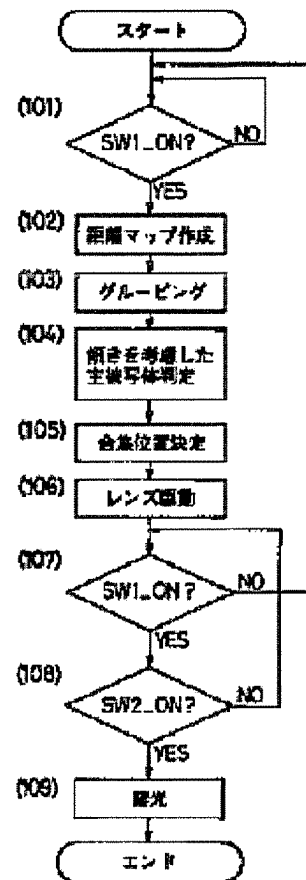 スタート
(101)
SW1_ON?
NO
YES
(102)
距離マップ作成
(103)
グルーピング
(104)
傾きを考慮した
主被写体判定
(105)
合焦位置決定
(106)
レンズ駆動
(107)
SW1_ON?
NO
YES
(108)
SW2_ON?
NO
YES
(109)
露光
エンド